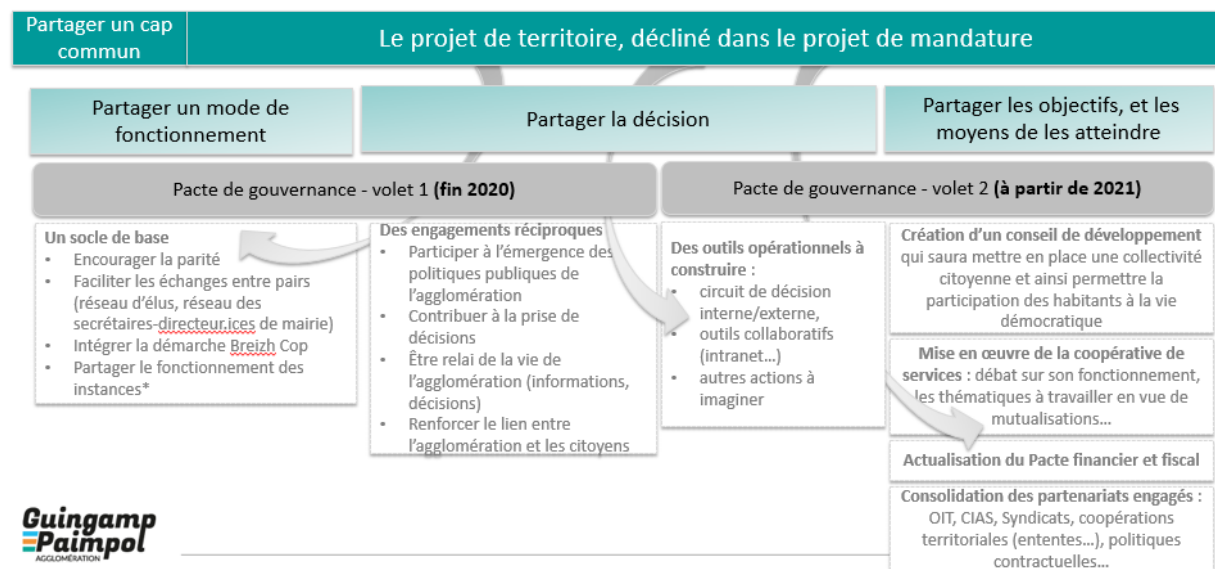 Partager un cap
commun
Le projet de territoire, décliné dans le projet de mandature
Partager un mode de
fonctionnement
Partager la décision
Partager les objectifs, et les
moyens de les atteindre
Pacte de gouvernance - volet 1 (fin 2020)
Pacte de gouvernance - volet 2 (à partir de 2021)
Un socle de base
• Encourager la parité
• Faciliter les échanges entre pairs
(réseau d'élus, réseau des
secrétaires-directeur.ices de mairie)
• Intégrer la démarche Breizh Cop
• Partager le fonctionnement des
instances*
Des engagements réciproques
• Participer à l'émergence des
politiques publiques de
l'agglomération
• Contribuer à la prise de
décisions
• Être relai de la vie de
l'agglomération (informations,
décisions)
• Renforcer le lien entre
l'agglomération et les citoyens
Des outils opérationnels à
construire :
• circuit de décision
interne/externe,
• outils collaboratifs
(intranet…)
• autres actions à
imaginer
Création d'un conseil de développement
qui saura mettre en place une collectivité
citoyenne et ainsi permettre la
participation des habitants à la vie
démocratique
Mise en œuvre de la coopérative de
services : débat sur son fonctionnement,
les thématiques à travailler en vue de
mutualisations…
Actualisation du Pacte financier et fiscal
Consolidation des partenariats engagés :
OIT, CIAS, Syndicats, coopérations
territoriales (ententes…), politiques
contractuelles…
Guingamp
Paimpol
AGGLOMÉRATION